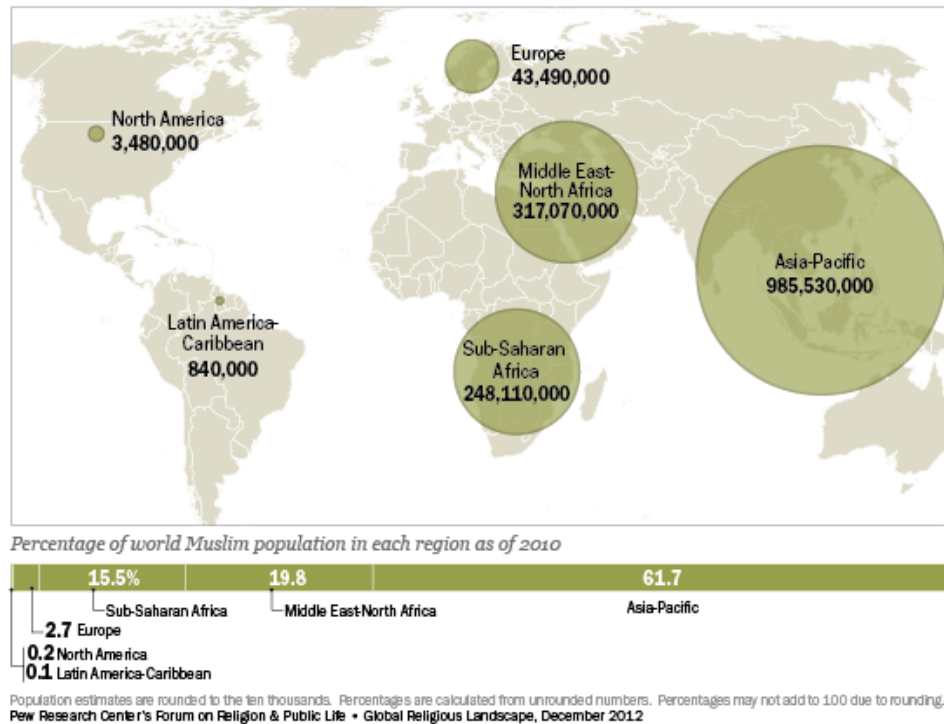 Europe
43,490,000
North America
3,480,000
Middle East-
North Africa
317,070,000
Asia-Pacific
985,530,000
Latin America-
Caribbean
840,000
Sub-Saharan
Africa
248,110,000
Percentage of world Muslim population in each region as of 2010
15.5% 19.8 61.7
Sub-Saharan Africa Middle East-North Africa Asia-Pacific
2.7 Europe
0.2 North America
0.1 Latin America-Caribbean
Population estimates are rounded to the ten thousands. Percentages are calculated from unrounded numbers. Percentages may not add to 100 due to rounding.
Pew Research Center's Forum on Religion & Public Life • Global Religious Landscape, December 2012